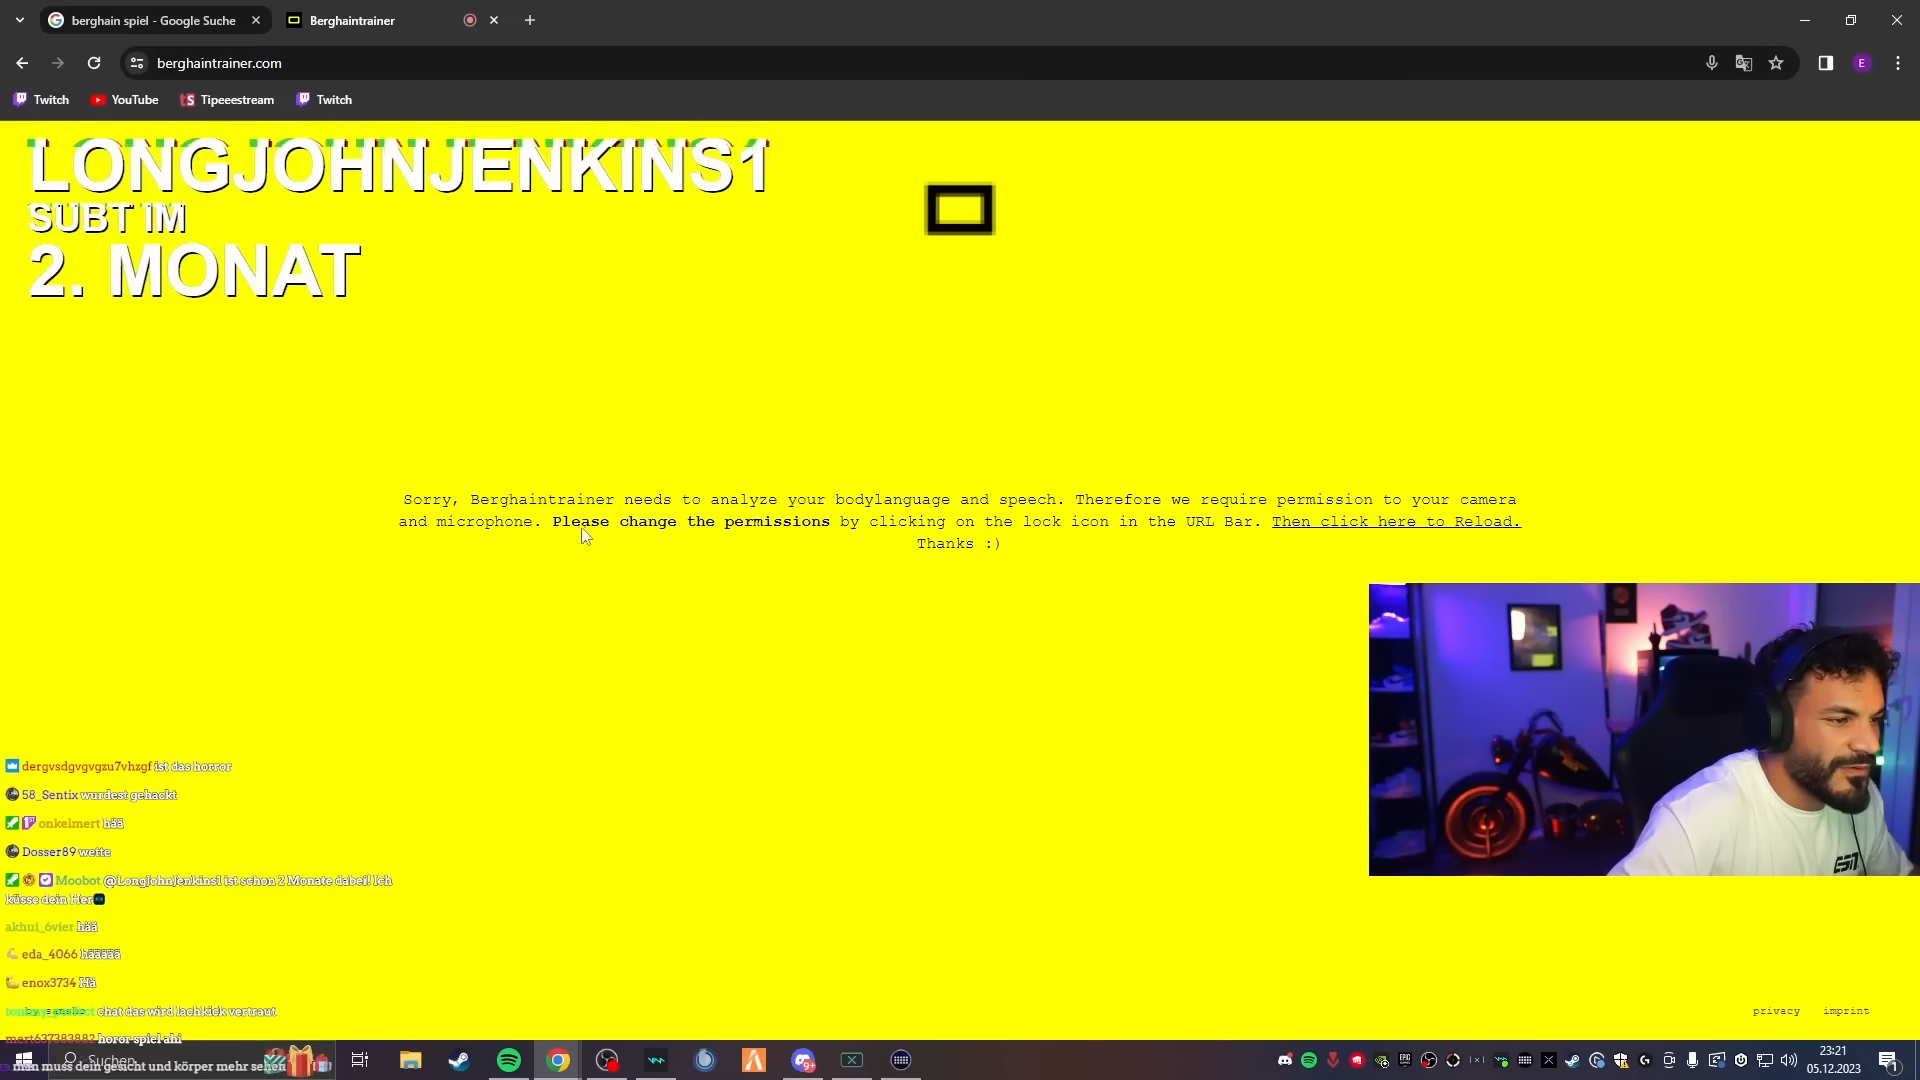 berghain spiel - Google Suche
Berghaintrainer
berghaintrainer.com
E
Twitch
YouTube
Tipeeestream
Twitch
LONGJOHNJENKINS1
SUBT IM
2. MONAT
Sorry, Berghaintrainer needs to analyze your bodylanguage and speech. Therefore we require permission to your camera
and microphone. Please change the permissions by clicking on the lock icon in the URL Bar. Then click here to Reload.
Thanks :)
dergvsdgvgvgzu7vhzgf ist das horror
58_Sentix wurdest gehackt
onkelmert hää
Dosser89 wette
Moobot @LongJohnJenkins1 ist schon 2 Monate dabei! Ich
küsse dein Her
akhui_6vier hää
eda_4066 häääää
enox3734 Hä
chat das wird lachkick vertraut
mert637383882 horor spiel ahi
man muss dein gesicht und körper mehr sehen
privacy imprint
Suchen
ESN
23:21
05.12.2023